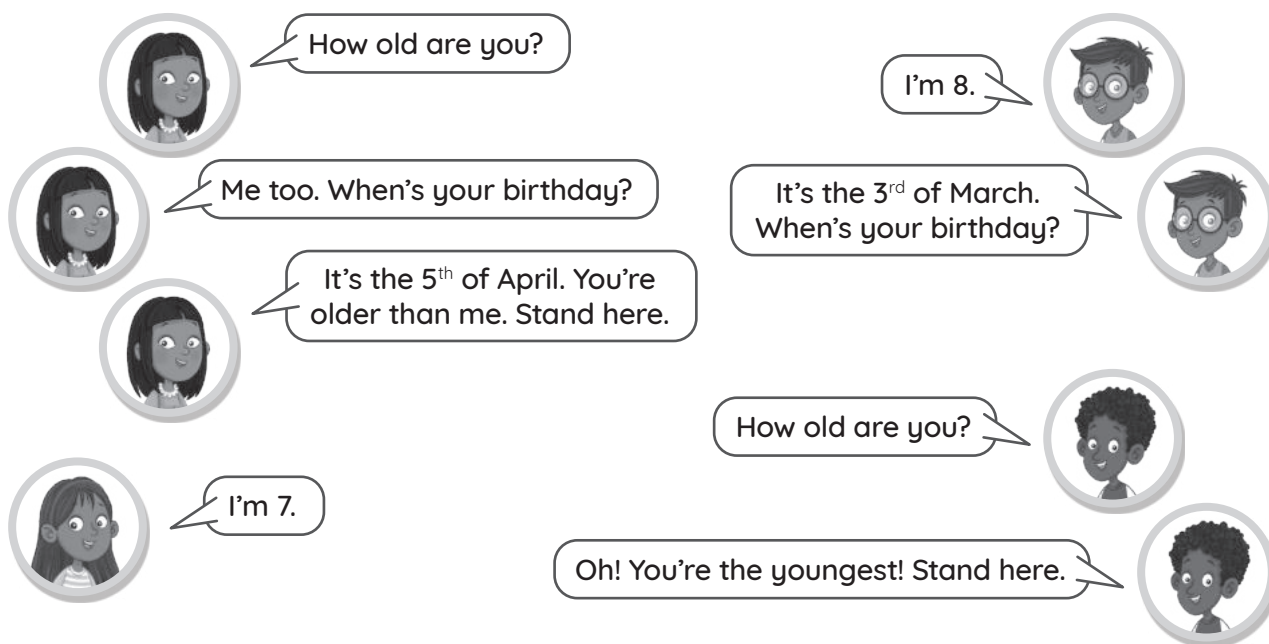 How old are you?
I'm 8.
Me too. When's your birthday?
It's the 3rd of March.
When's your birthday?
It's the 5th of April. You're
older than me. Stand here.
How old are you?
I'm 7.
Oh! You're the youngest! Stand here.